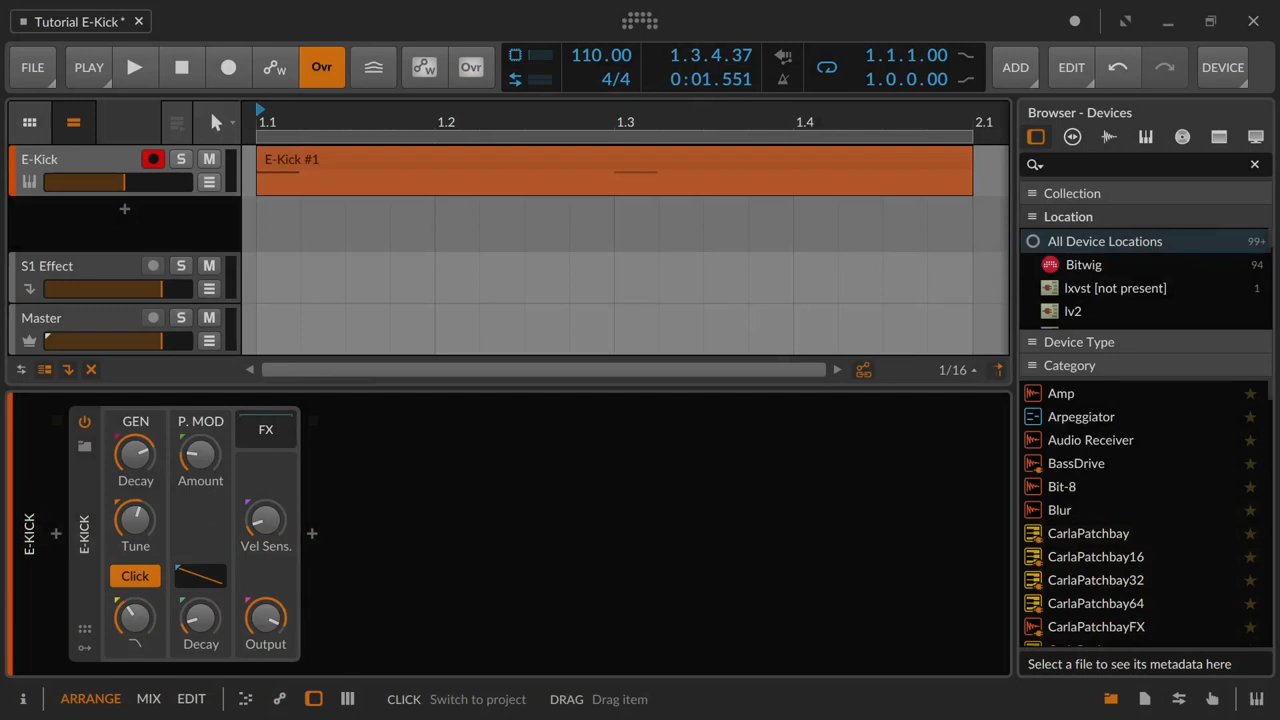 Tutorial E-Kick *
FILE
PLAY
Ovr
Ovr
110.00
4/4
1.3.4.37
0:01.551
1.1.1.00
1.0.0.00
ADD
EDIT
DEVICE
1.1
1.2
1.3
1.4
2.1
E-Kick
S
M
E-Kick #1
S1 Effect
S
M
Master
S
M
1/16
Browser - Devices
Collection
Location
All Device Locations 99+
Bitwig 94
lxvst [not present] 1
lv2
Device Type
Category
Amp
Arpeggiator
Audio Receiver
BassDrive
Bit-8
Blur
CarlaPatchbay
CarlaPatchbay16
CarlaPatchbay32
CarlaPatchbay64
CarlaPatchbayFX
Select a file to see its metadata here
E-KICK
E-KICK
GEN
Decay
Tune
Click
P. MOD
Amount
Decay
FX
Vel Sens.
Output
ARRANGE
MIX
EDIT
CLICK Switch to project
DRAG Drag item